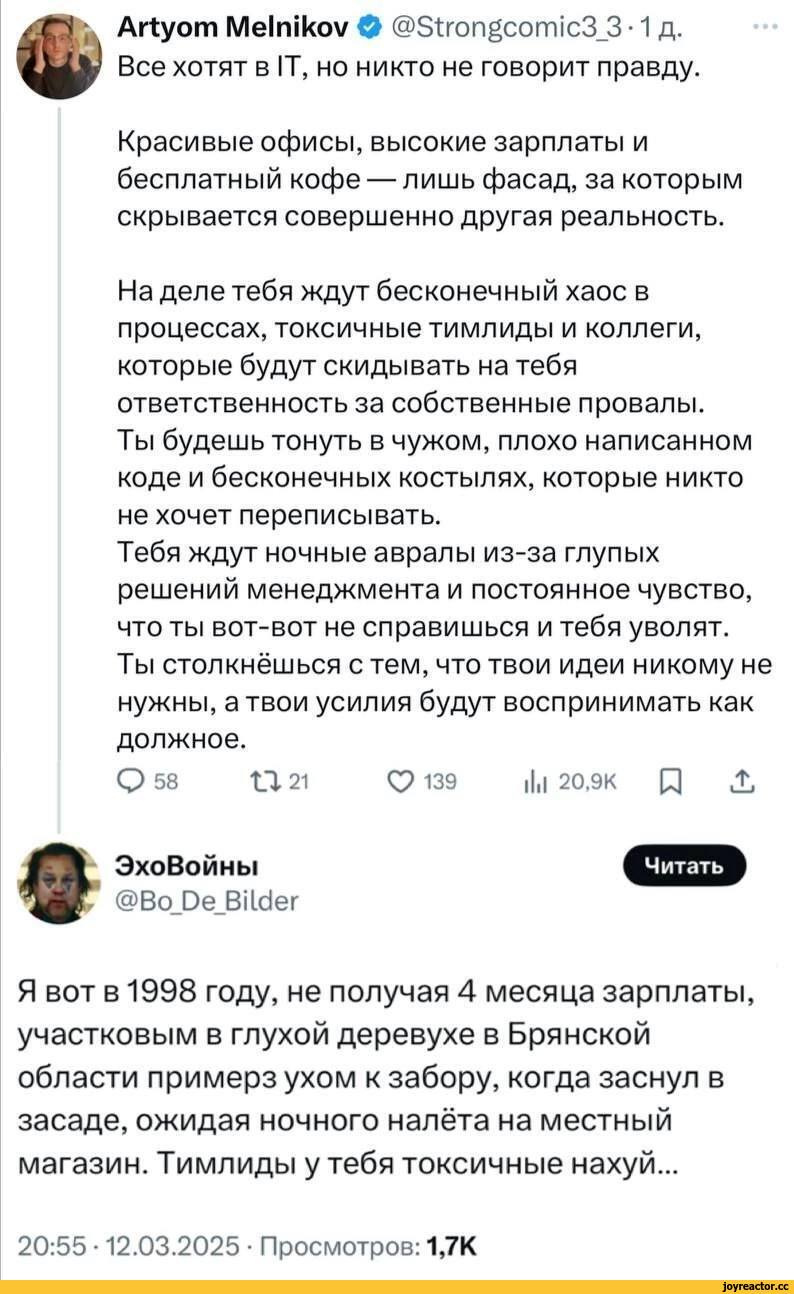 Artyom Melnikov @Strongcomic3_3 · 1 д.
Все хотят в IT, но никто не говорит правду.
Красивые офисы, высокие зарплаты и
бесплатный кофе — лишь фасад, за которым
скрывается совершенно другая реальность.
На деле тебя ждут бесконечный хаос в
процессах, токсичные тимлиды и коллеги,
которые будут скидывать на тебя
ответственность за собственные провалы.
Ты будешь тонуть в чужом, плохо написанном
коде и бесконечных костылях, которые никто
не хочет переписывать.
Тебя ждут ночные авралы из-за глупых
решений менеджмента и постоянное чувство,
что ты вот-вот не справишься и тебя уволят.
Ты столкнёшься с тем, что твои идеи никому не
нужны, а твои усилия будут воспринимать как
должное.
58 21 139 20,9K
ЭхоВойны
Читать
@Bo_De_Bilder
Я вот в 1998 году, не получая 4 месяца зарплаты,
участковым в глухой деревухе в Брянской
области примерз ухом к забору, когда заснул в
засаде, ожидая ночного налёта на местный
магазин. Тимлиды у тебя токсичные нахуй...
20:55 · 12.03.2025 · Просмотров: 1,7K
joyreactor.cc